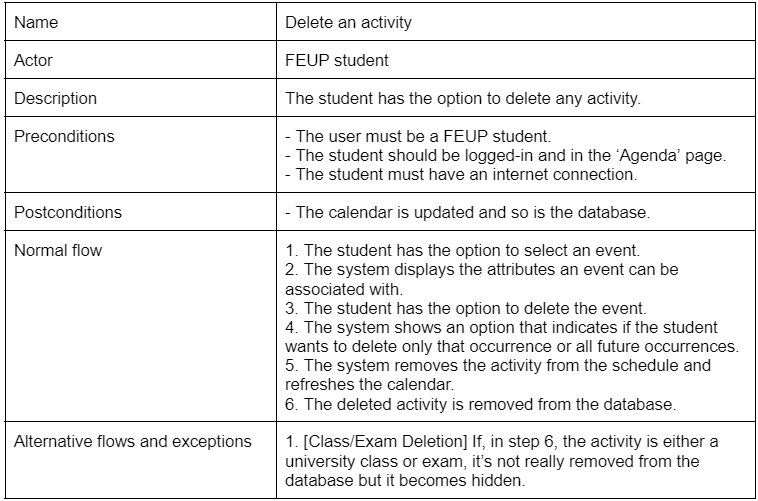 Name
Delete an activity
Actor
FEUP student
Description
The student has the option to delete any activity.
Preconditions
- The user must be a FEUP student.
- The student should be logged-in and in the ‘Agenda’ page.
- The student must have an internet connection.
Postconditions
- The calendar is updated and so is the database.
Normal flow
1. The student has the option to select an event.
2. The system displays the attributes an event can be
associated with.
3. The student has the option to delete the event.
4. The system shows an option that indicates if the student
wants to delete only that occurrence or all future occurrences.
5. The system removes the activity from the schedule and
refreshes the calendar.
6. The deleted activity is removed from the database.
Alternative flows and exceptions
1. [Class/Exam Deletion] If, in step 6, the activity is either a
university class or exam, it’s not really removed from the
database but it becomes hidden.